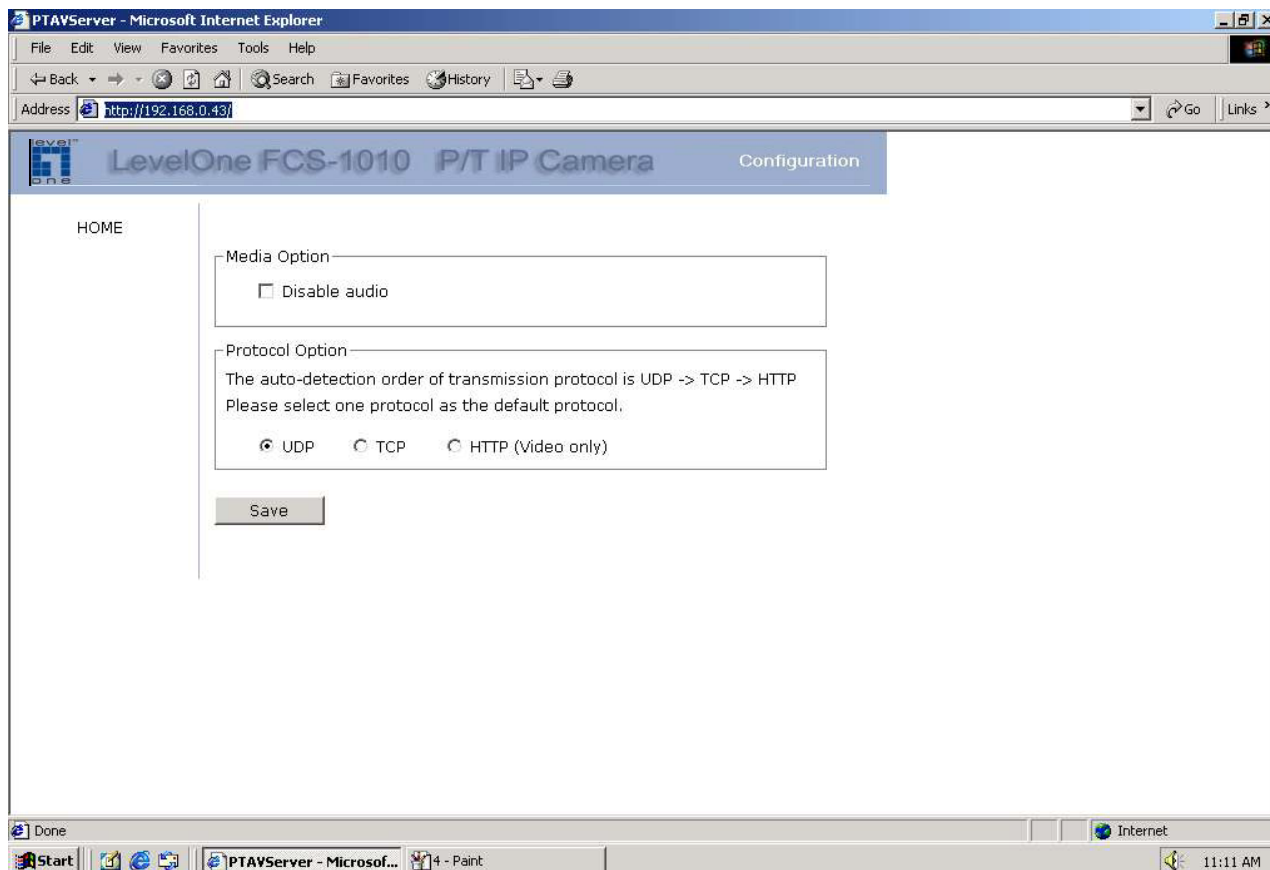 PTAVServer - Microsoft Internet Explorer
File Edit View Favorites Tools Help
Back Search Favorites History
Address http://192.168.0.43/ Go Links
level one
LevelOne FCS-1010 P/T IP Camera Configuration
HOME
Media Option
Disable audio
Protocol Option
The auto-detection order of transmission protocol is UDP -> TCP -> HTTP
Please select one protocol as the default protocol.
UDP TCP HTTP (Video only)
Save
Done Internet
Start PTAVServer - Microsof... 4 - Paint 11:11 AM